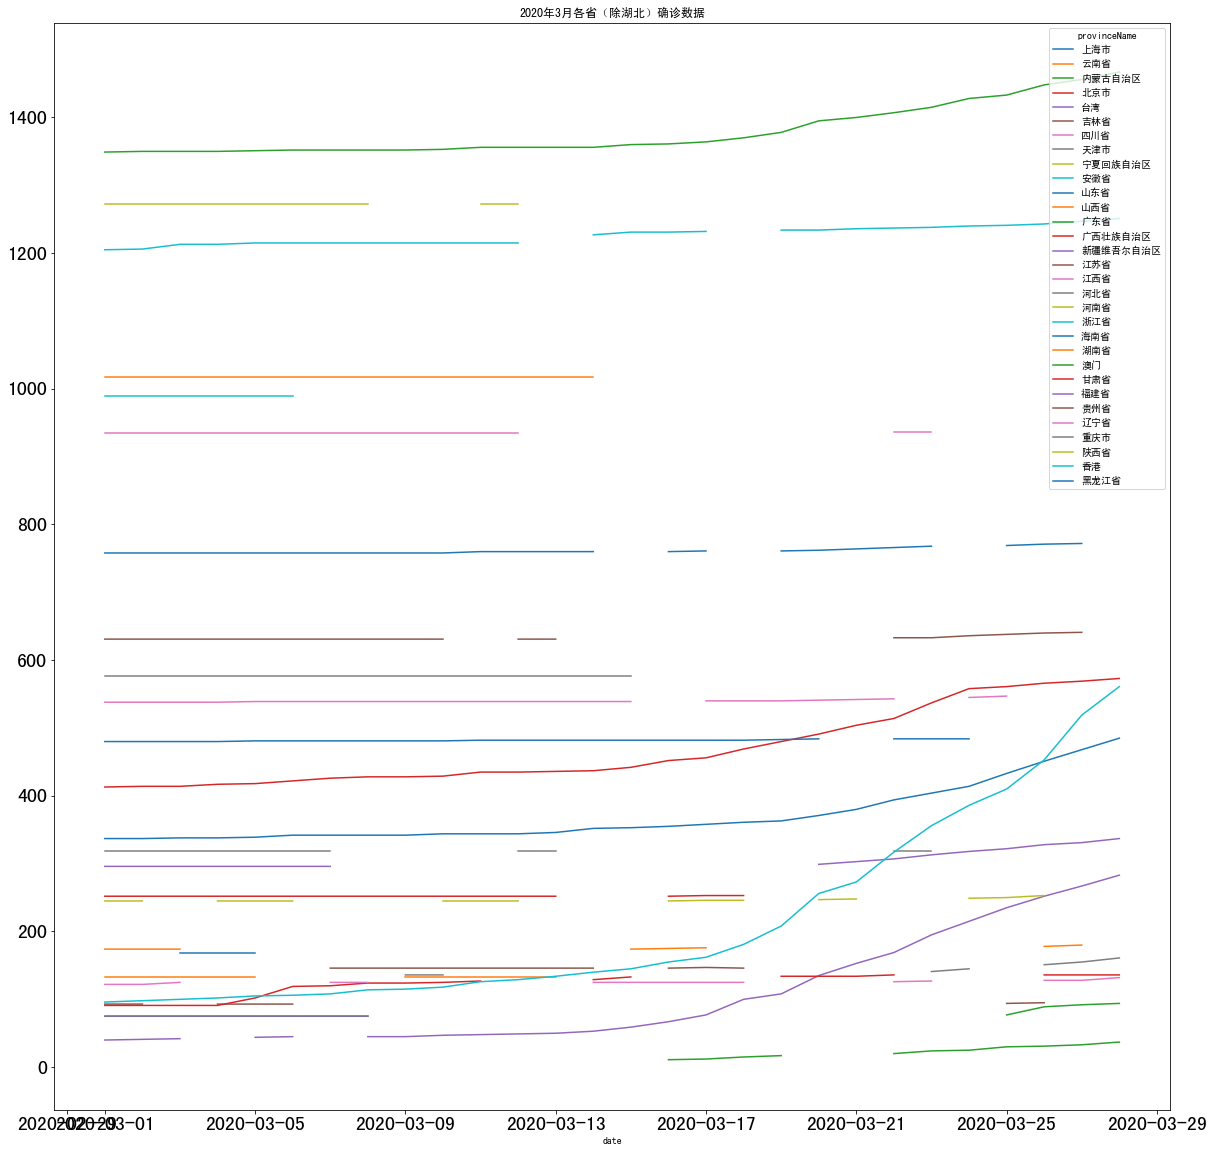 2020年3月各省（除湖北）确诊数据
provinceName
上海市
云南省
内蒙古自治区
北京市
台湾
吉林省
四川省
天津市
宁夏回族自治区
安徽省
山东省
山西省
广东省
广西壮族自治区
新疆维吾尔自治区
江苏省
江西省
河北省
河南省
浙江省
海南省
湖南省
澳门
甘肃省
福建省
贵州省
辽宁省
重庆市
陕西省
香港
黑龙江省
1400
1200
1000
800
600
400
200
0
2020-02-29 2020-03-01 2020-03-05 2020-03-09 2020-03-13 2020-03-17 2020-03-21 2020-03-25 2020-03-29
date